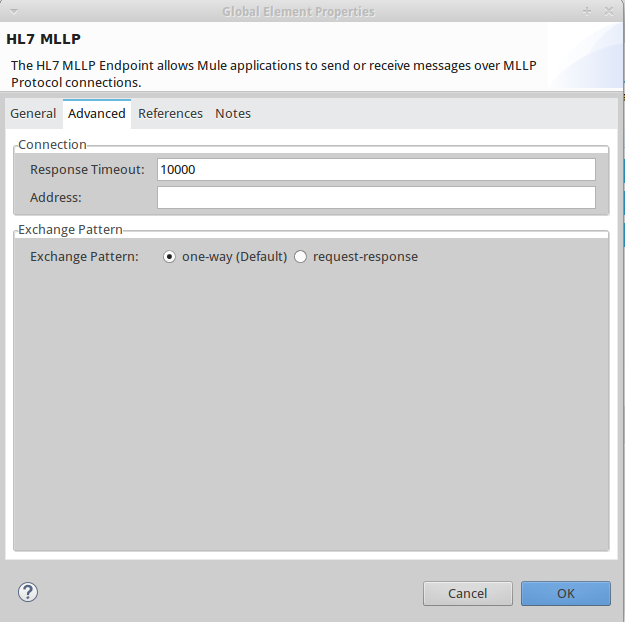 Global Element Properties
HL7 MLLP
The HL7 MLLP Endpoint allows Mule applications to send or receive messages over MLLP
Protocol connections.
General Advanced References Notes
Connection
Response Timeout: 10000
Address:
Exchange Pattern
Exchange Pattern: one-way (Default) request-response
? Cancel OK